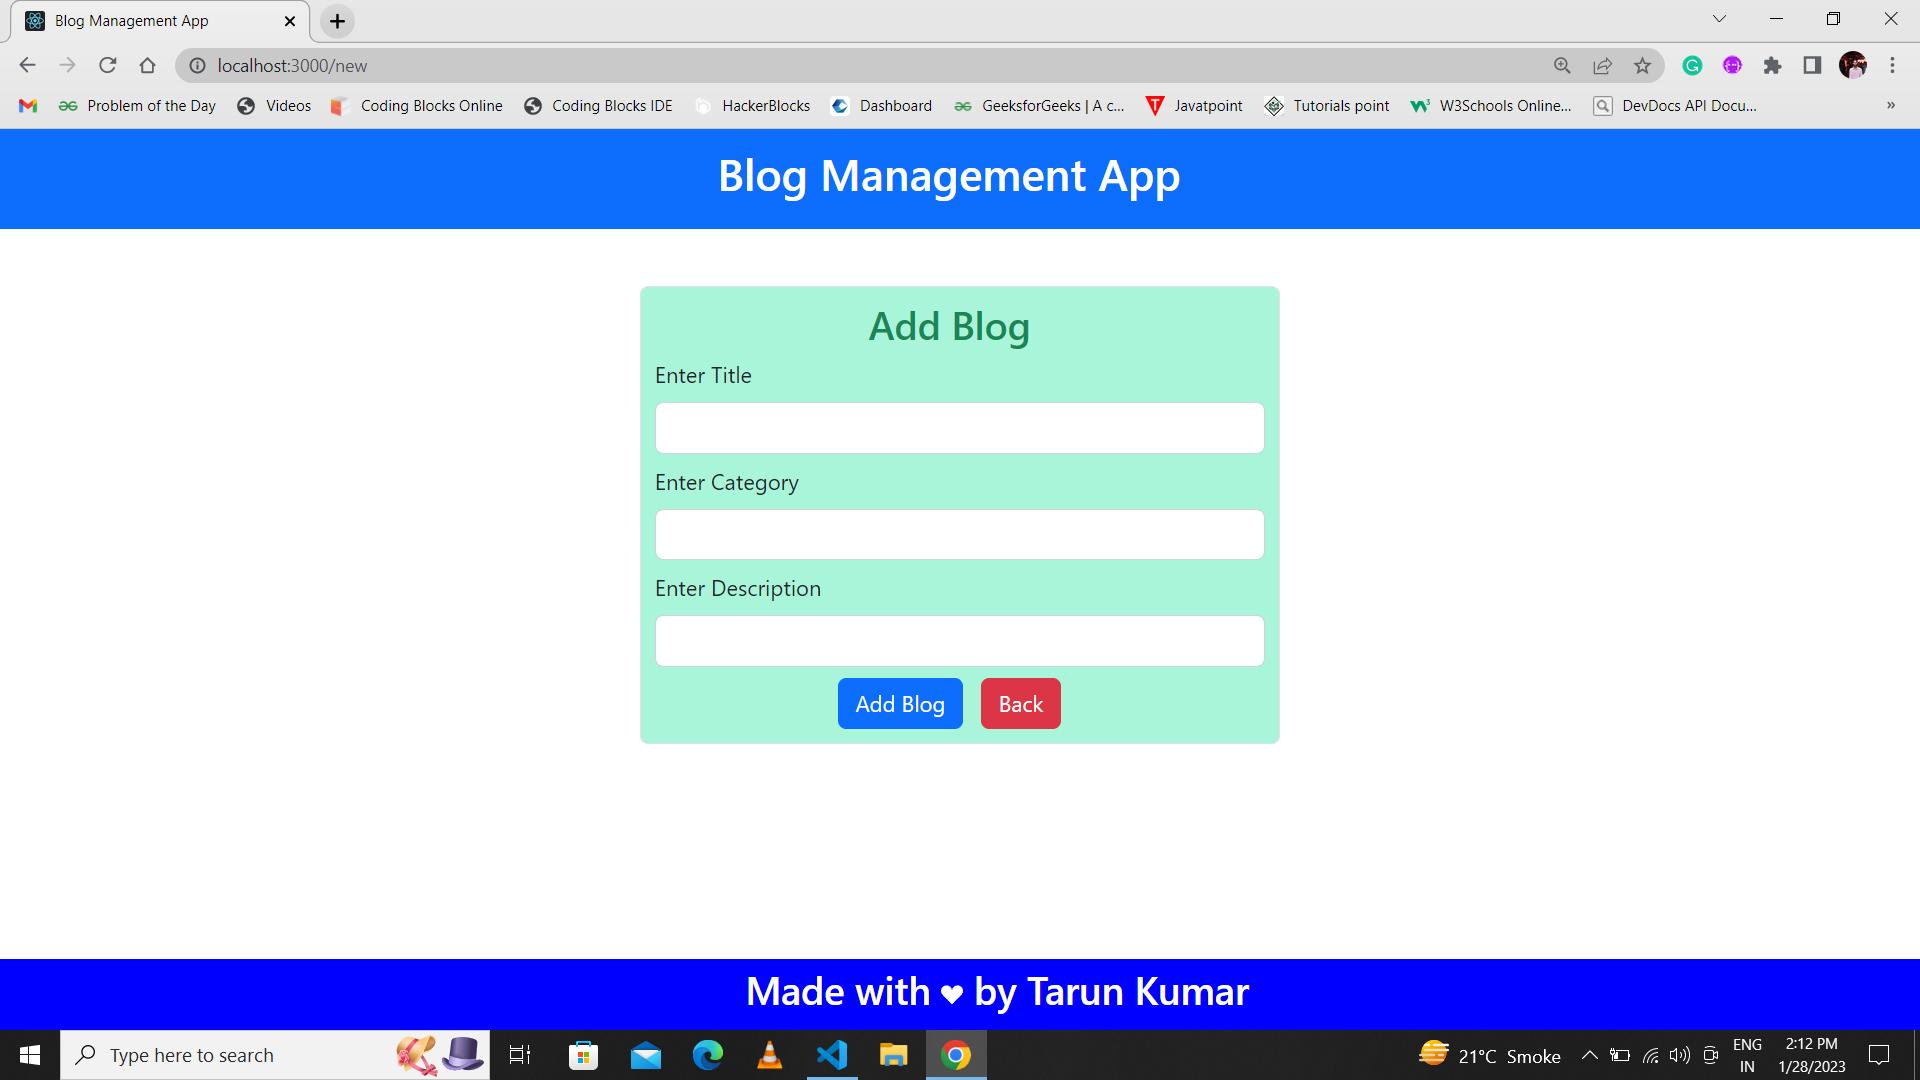 Blog Management App
localhost:3000/new
Problem of the Day Videos Coding Blocks Online Coding Blocks IDE HackerBlocks Dashboard GeeksforGeeks | A c... Javatpoint Tutorials point W3Schools Online... DevDocs API Docu... »
Blog Management App
Add Blog
Enter Title
Enter Category
Enter Description
Add Blog Back
Made with ♥ by Tarun Kumar
Type here to search
21°C Smoke
ENG
IN
2:12 PM
1/28/2023